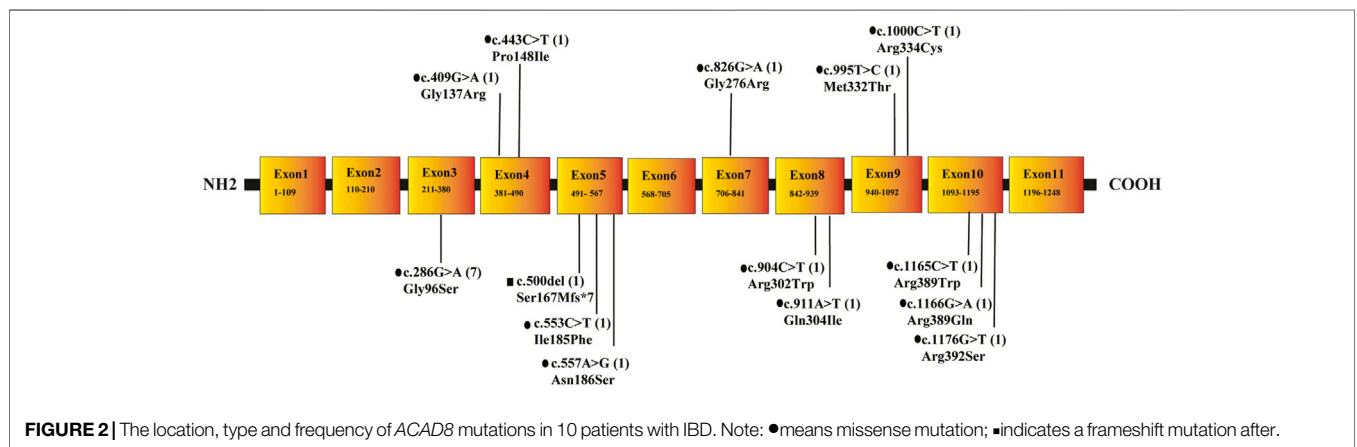 ●c.443C>T (1)
Pro148Ile
●c.409G>A (1)
Gly137Arg
●c.826G>A (1)
Gly276Arg
●c.1000C>T (1)
Arg334Cys
●c.995T>C (1)
Met332Thr
NH2
Exon1
1-109
Exon2
110-210
Exon3
211-380
Exon4
381-490
Exon5
491- 567
Exon6
568-705
Exon7
706-841
Exon8
842-939
Exon9
940-1092
Exon10
1093-1195
Exon11
1196-1248
COOH
●c.286G>A (7)
Gly96Ser
■c.500del (1)
Ser167Mfs*7
●c.553C>T (1)
Ile185Phe
●c.557A>G (1)
Asn186Ser
●c.904C>T (1)
Arg302Trp
●c.911A>T (1)
Gln304Ile
●c.1165C>T (1)
Arg389Trp
●c.1166G>A (1)
Arg389Gln
●c.1176G>T (1)
Arg392Ser
FIGURE 2 | The location, type and frequency of ACAD8 mutations in 10 patients with IBD. Note: ●means missense mutation; ■indicates a frameshift mutation after.